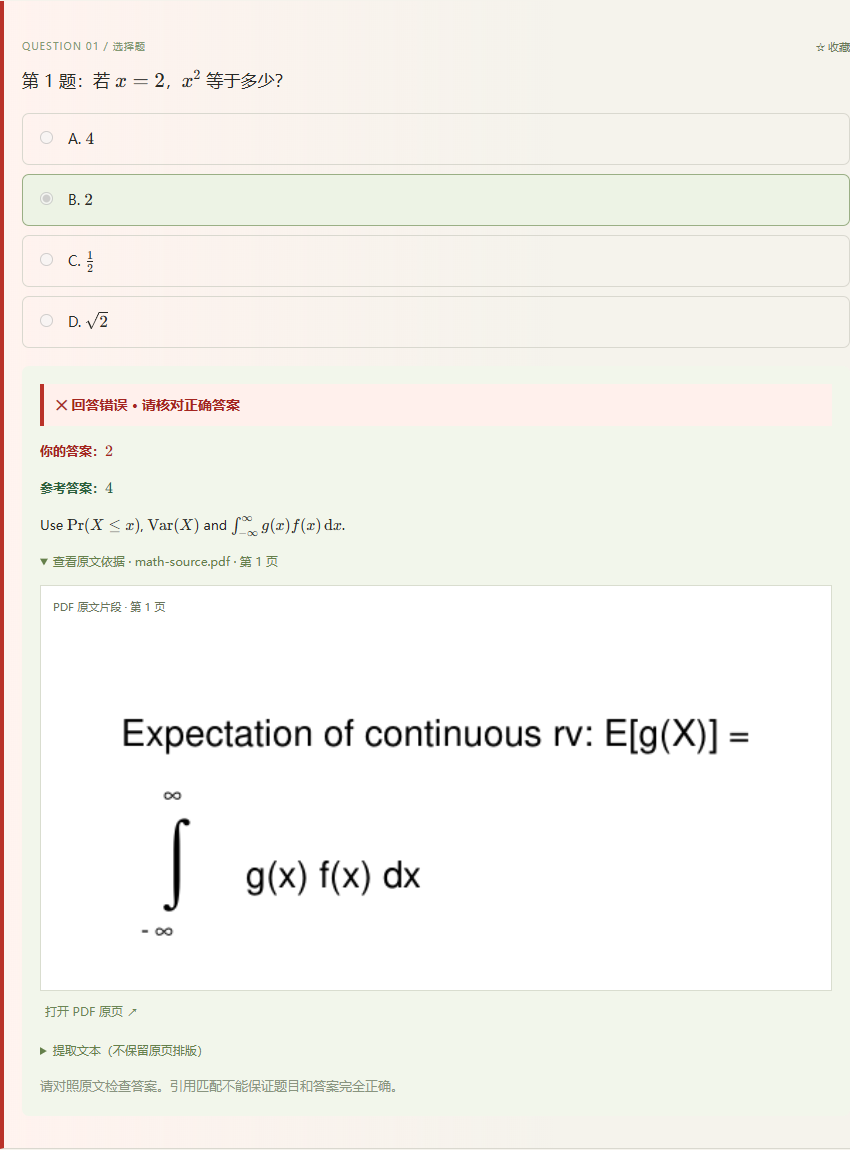 QUESTION 01 / 选择题
☆ 收藏
第 1 题：若 x = 2，x² 等于多少？
A. 4
B. 2
C. 1/2
D. √2
✕ 回答错误 • 请核对正确答案
你的答案：2
参考答案：4
Use Pr(X ≤ x), Var(X) and ∫_{-∞}^{∞} g(x)f(x) dx.
▼ 查看原文依据 · math-source.pdf · 第 1 页
PDF 原文片段 · 第 1 页
Expectation of continuous rv: E[g(X)] =
∞
∫ g(x) f(x) dx
- ∞
打开 PDF 原页 ↗
▶ 提取文本（不保留原页排版）
请对照原文检查答案。引用匹配不能保证题目和答案完全正确。